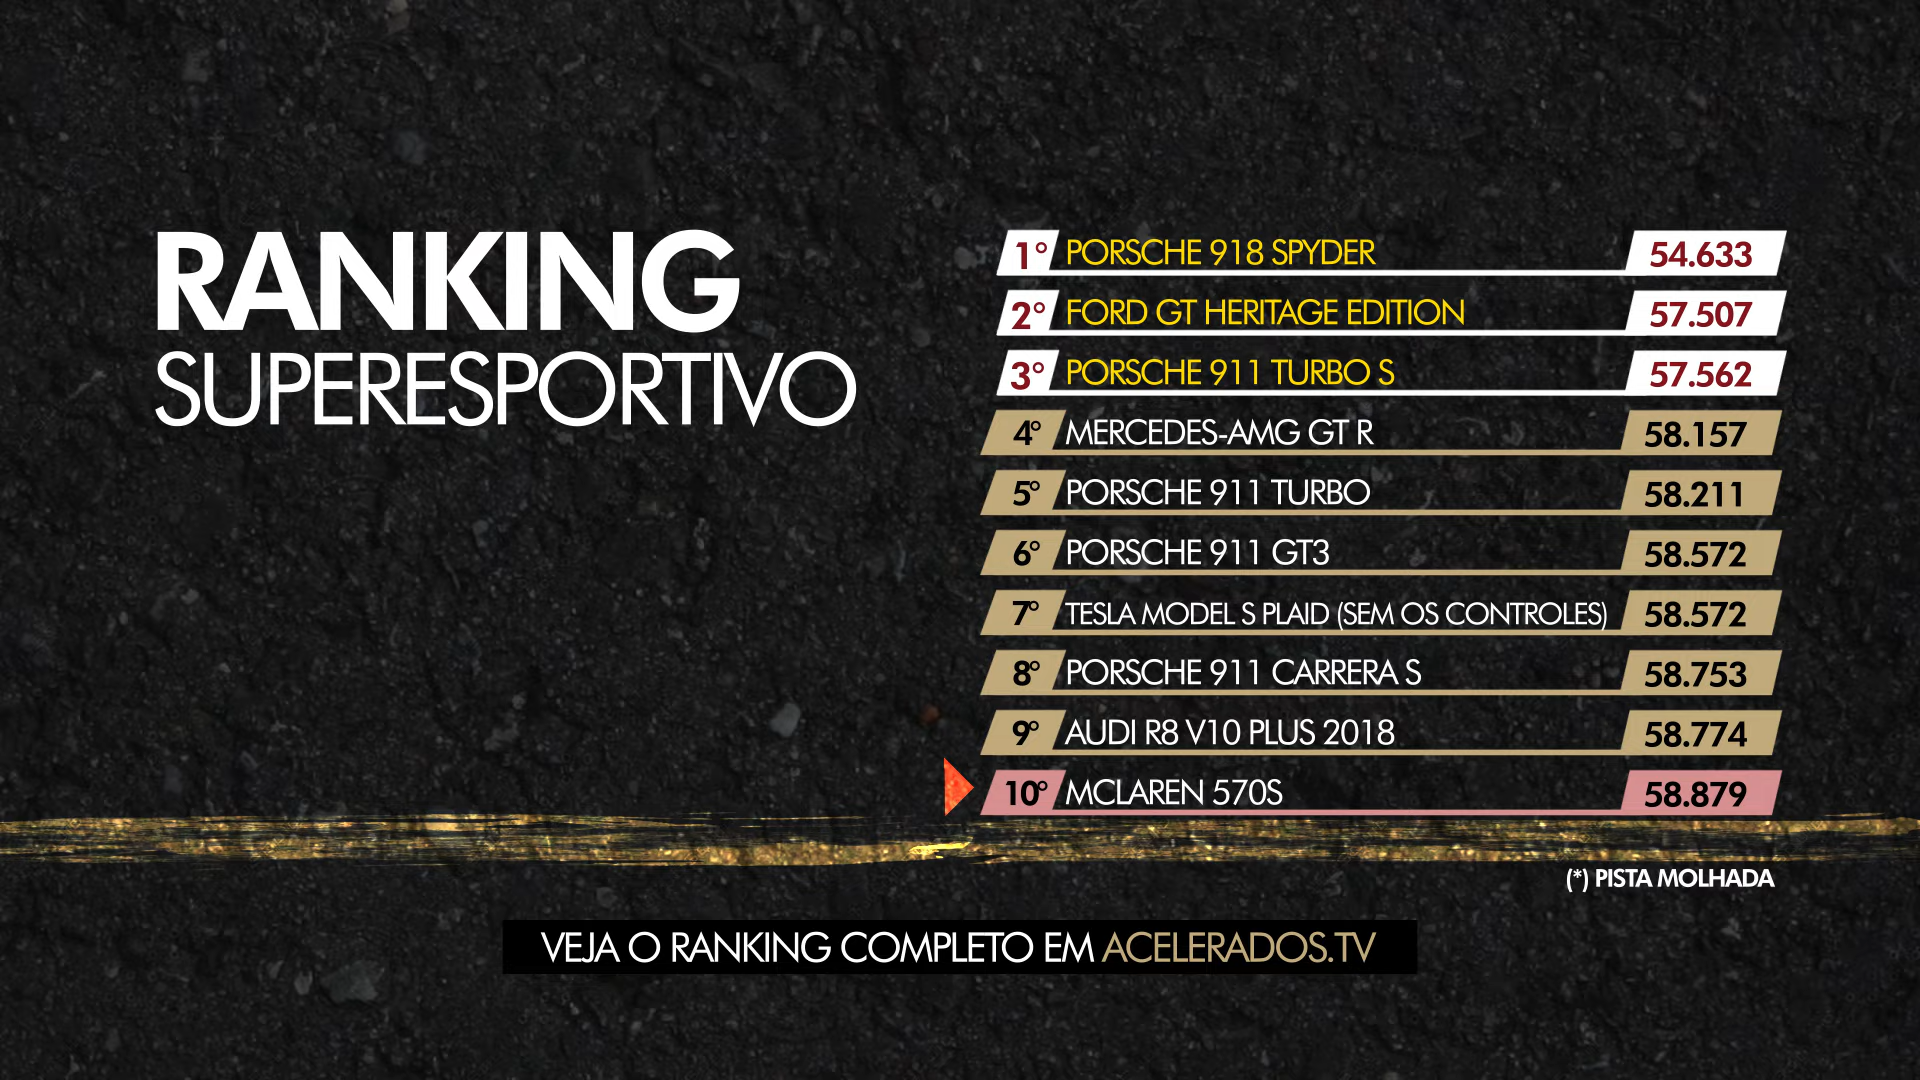 RANKING
SUPERESPORTIVO
1° PORSCHE 918 SPYDER 54.633
2° FORD GT HERITAGE EDITION 57.507
3° PORSCHE 911 TURBO S 57.562
4° MERCEDES-AMG GT R 58.157
5° PORSCHE 911 TURBO 58.211
6° PORSCHE 911 GT3 58.572
7° TESLA MODEL S PLAID (SEM OS CONTROLES) 58.572
8° PORSCHE 911 CARRERA S 58.753
9° AUDI R8 V10 PLUS 2018 58.774
10° MCLAREN 570S 58.879
(*) PISTA MOLHADA
VEJA O RANKING COMPLETO EM ACELERADOS.TV